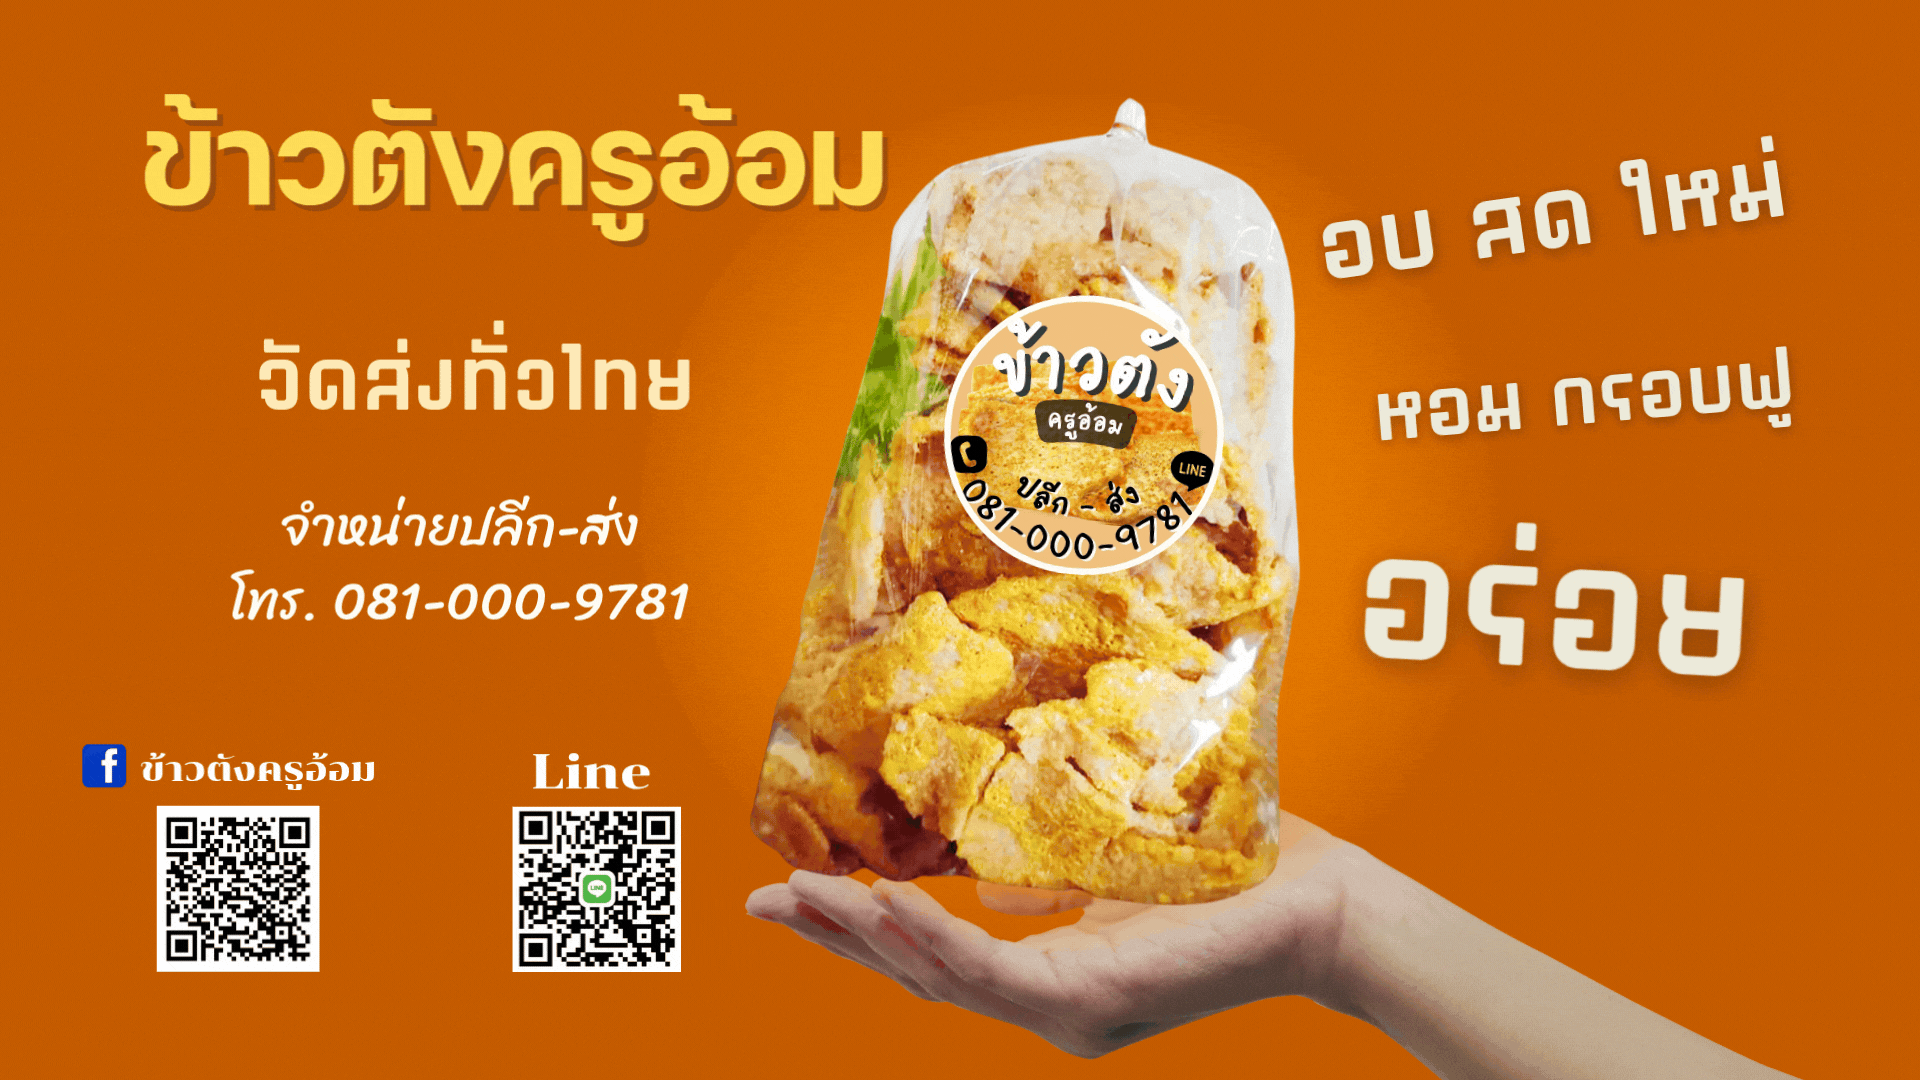 ข้าวตังครูอ้อม
วัดส่งทั่วไทย
จำหน่ายปลีก-ส่ง
โทร. 081-000-9781
ข้าวตังครูอ้อม
Line
LINE
ข้าวตัง
ครูอ้อม
LINE
ปลีก - ส่ง
081-000-9781
อบ สด ใหม่
หอม กรอบฟู
อร่อย